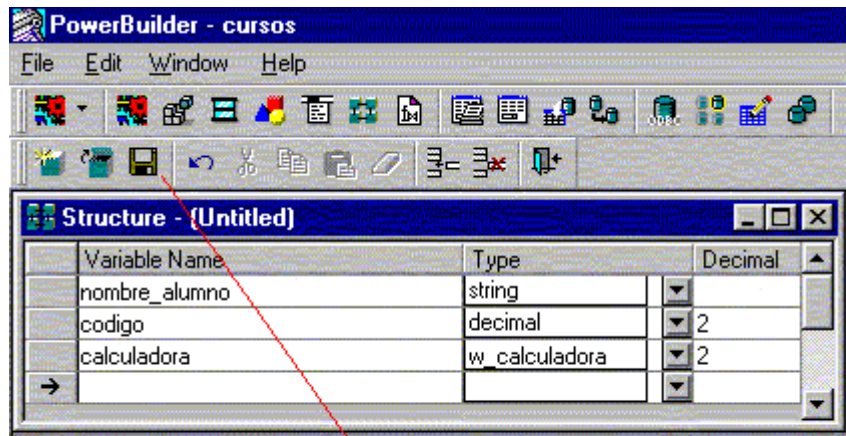 PowerBuilder - cursos
File Edit Window Help
ODBC
Structure - (Untitled)
Variable Name Type Decimal
nombre_alumno string
codigo decimal 2
calculadora w_calculadora 2